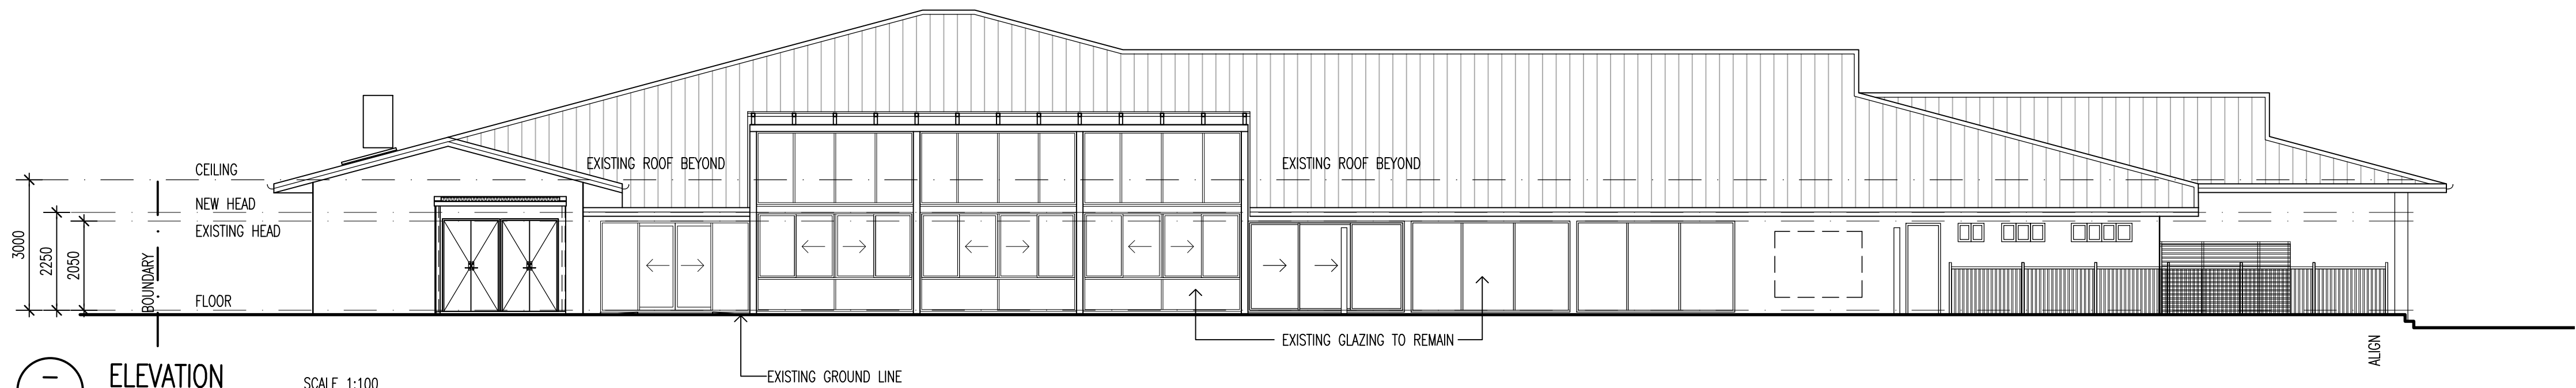 EXISTING ROOF BEYOND
EXISTING ROOF BEYOND
CEILING
NEW HEAD
EXISTING HEAD
FLOOR
3000
2250
2050
BOUNDARY
EXISTING GLAZING TO REMAIN
ALIGN
EXISTING GROUND LINE
–
ELEVATION
SCALE 1:100